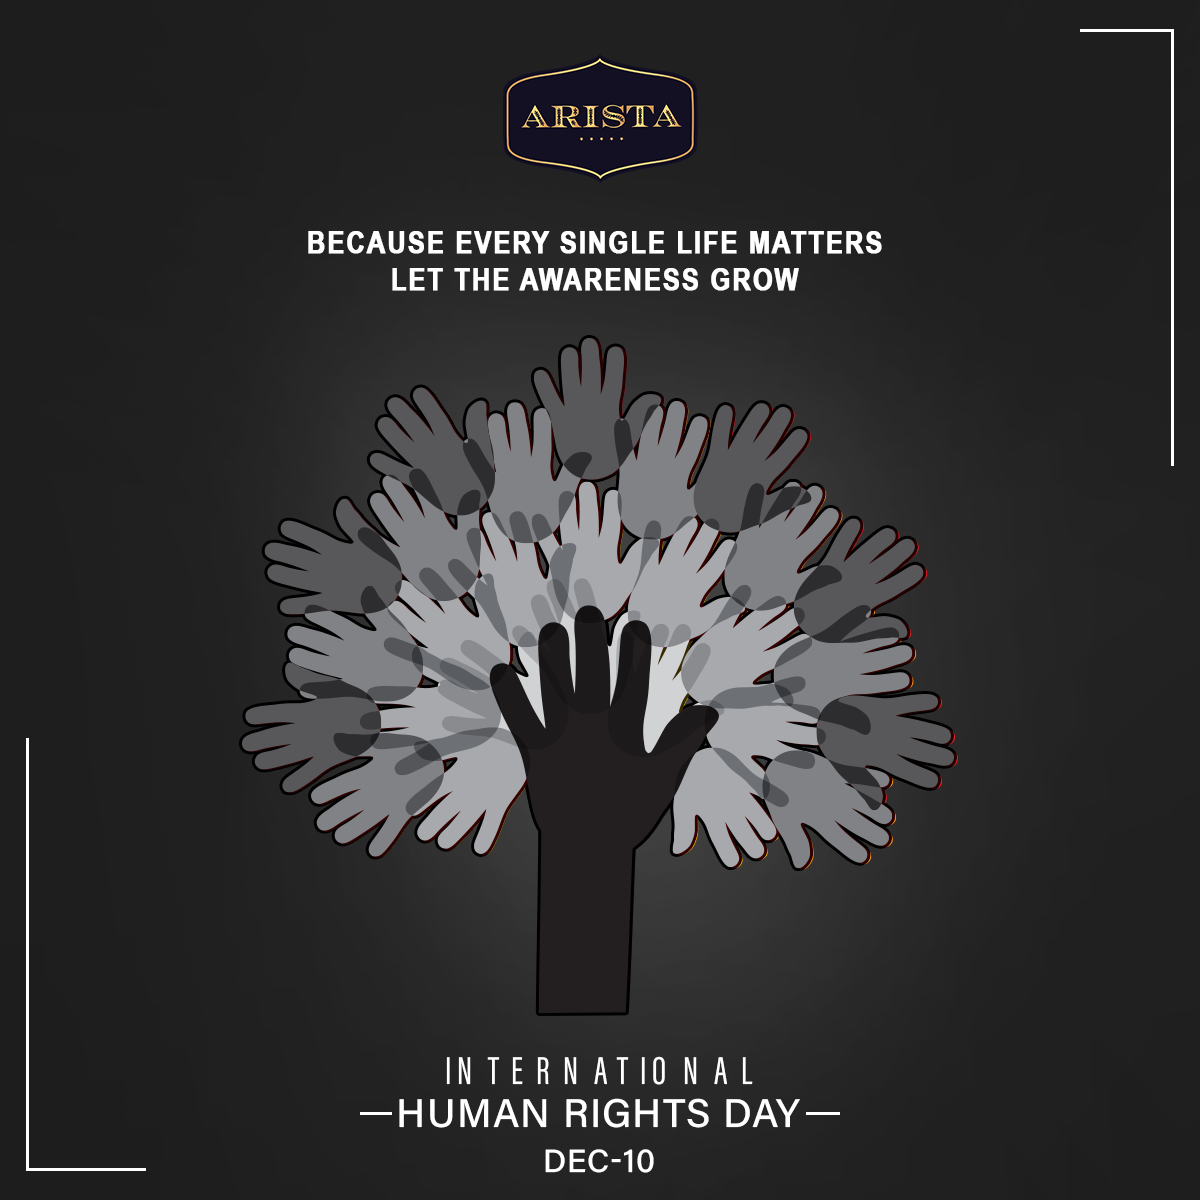 ARISTA
BECAUSE EVERY SINGLE LIFE MATTERS
LET THE AWARENESS GROW
INTERNATIONAL
HUMAN RIGHTS DAY
DEC-10